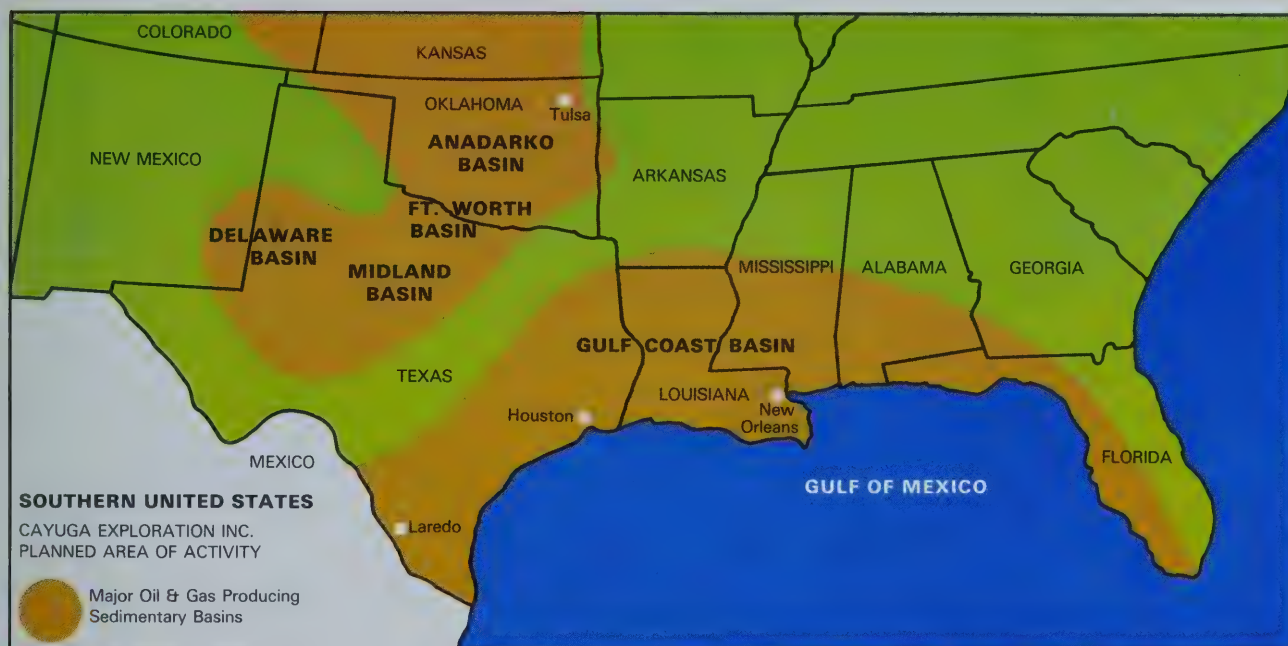 COLORADO
KANSAS
OKLAHOMA
Tulsa
ANADARKO
BASIN
NEW MEXICO
ARKANSAS
FT. WORTH
BASIN
DELAWARE
BASIN
MIDLAND
BASIN
MISSISSIPPI
ALABAMA
GEORGIA
GULF COAST BASIN
TEXAS
LOUISIANA
Houston
New
Orleans
MEXICO
FLORIDA
GULF OF MEXICO
Laredo
SOUTHERN UNITED STATES
CAYUGA EXPLORATION INC.
PLANNED AREA OF ACTIVITY
Major Oil & Gas Producing
Sedimentary Basins